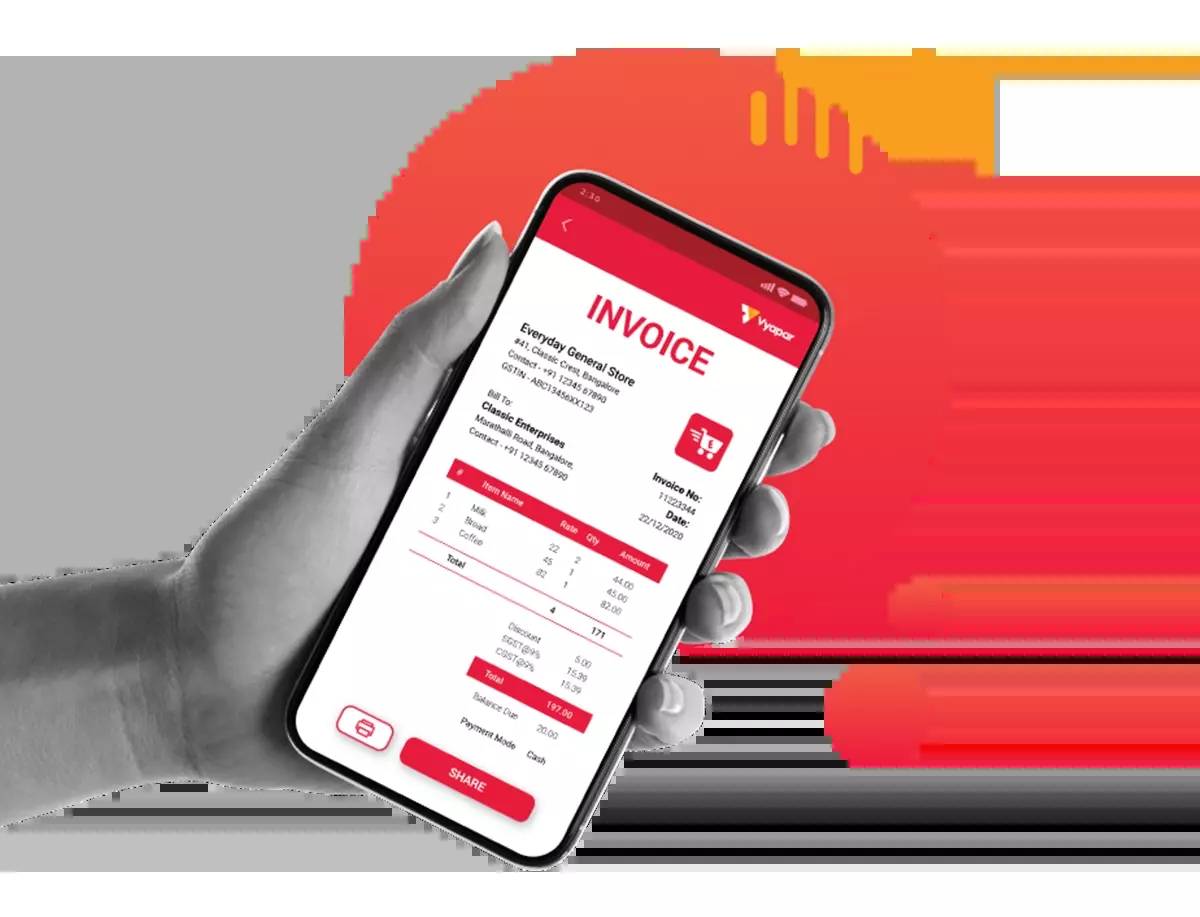 2:30
Vyapar
INVOICE
Everyday General Store
#41, Classic Crest, Bangalore
Contact - +91 12345 67890
GSTIN - ABC13456XX123
Bill To:
Classic Enterprises
Marathalli Road, Bangalore,
Contact - +91 12345 67890
Invoice No:
11223344
Date:
22/12/2020
# Item Name Rate Qty Amount
1 Milk 22 2 44.00
2 Bread 45 1 45.00
3 Coffee 82 1 82.00
Total 4 171
Discount 5.00
SGST@9% 15.39
CGST@9% 15.39
Total 197.00
Balance Due 20.00
Payment Mode Cash
SHARE